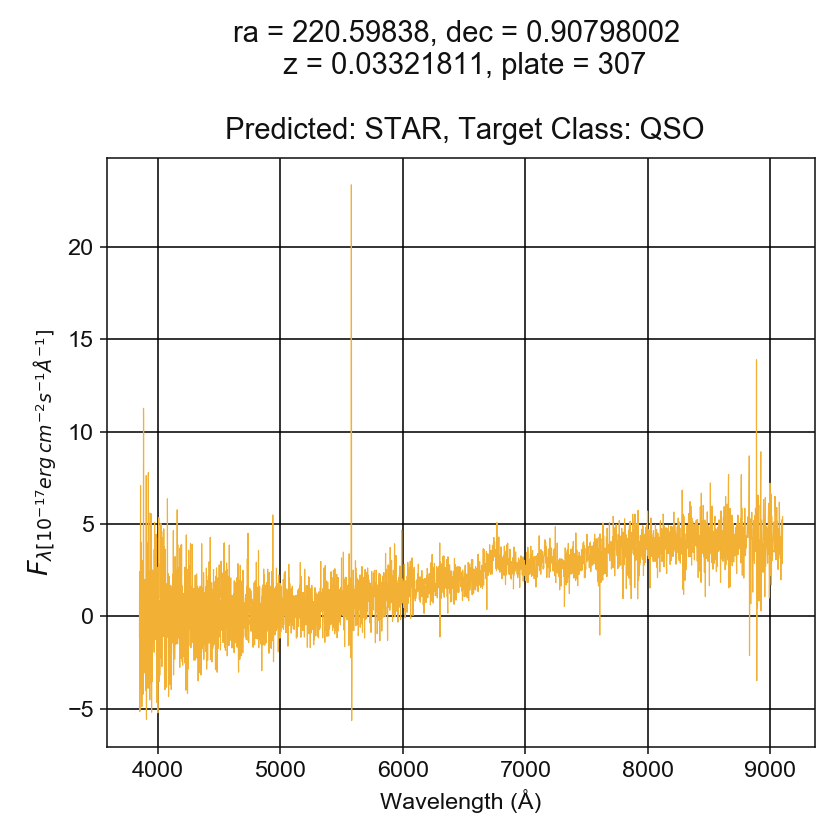 ra = 220.59838, dec = 0.90798002
z = 0.03321811, plate = 307
Predicted: STAR, Target Class: QSO
20
15
10
5
0
−5
4000 5000 6000 7000 8000 9000
Wavelength (Å)
Fλ[10−17erg cm−2s−1Å−1]